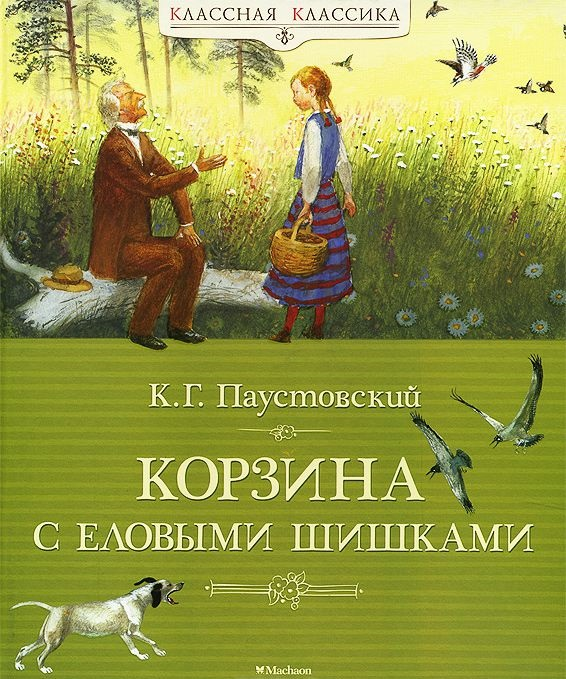 КЛАССНАЯ КЛАССИКА
К.Г. Паустовский
КОРЗИНА
С ЕЛОВЫМИ ШИШКАМИ
Machaon